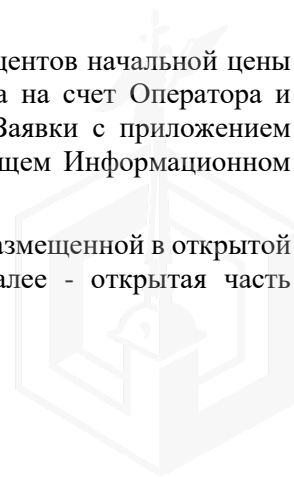 центов начальной цены
а на счет Оператора и
Заявки с приложением
щем Информационном
азмещенной в открытой
алее - открытая часть